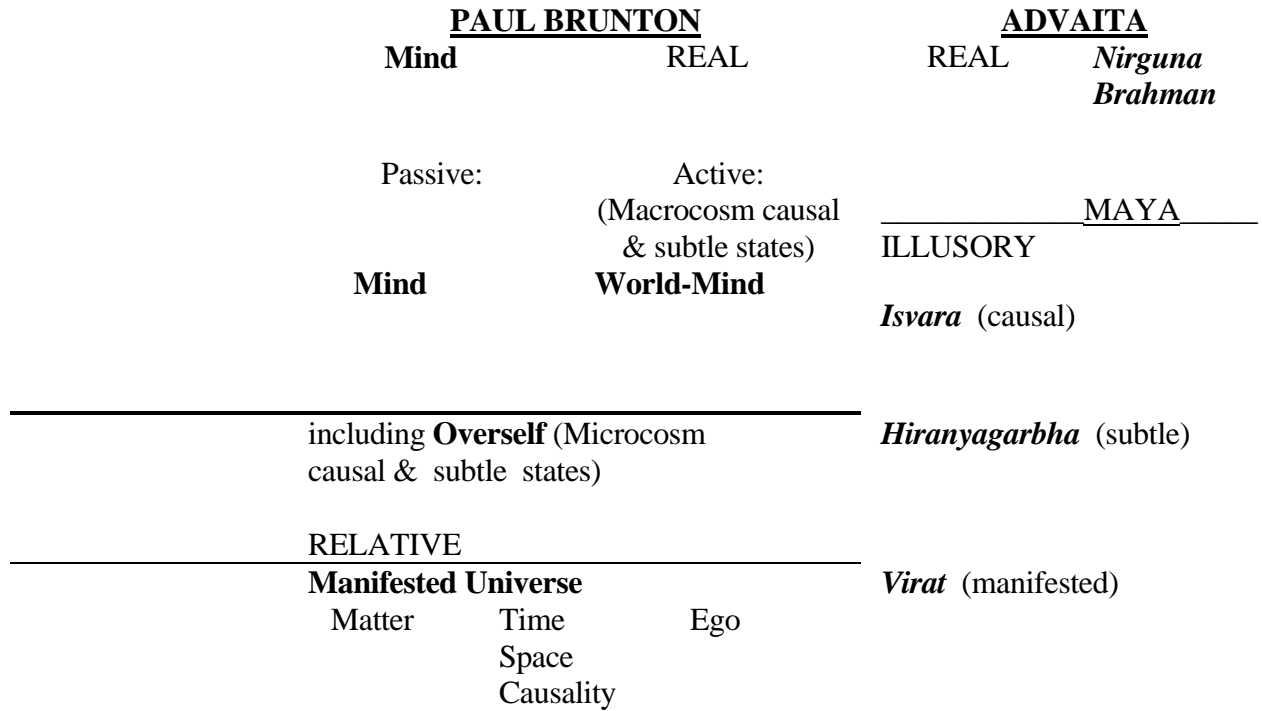 PAUL BRUNTON ADVAITA
Mind REAL REAL Nirguna
Brahman
Passive: Active:
(Macrocosm causal MAYA
& subtle states) ILLUSORY
Mind World-Mind
Isvara (causal)
including Overself (Microcosm Hiranyagarbha (subtle)
causal & subtle states)
RELATIVE
Manifested Universe Virat (manifested)
Matter Time Ego
Space
Causality